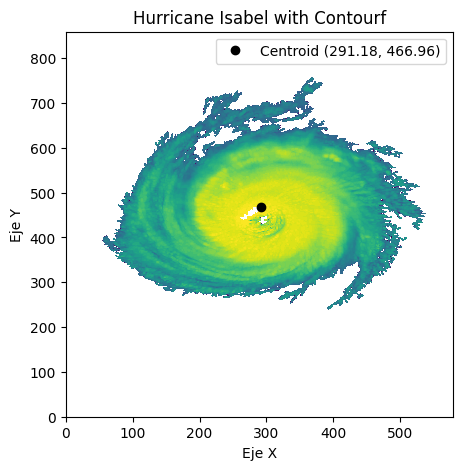 Hurricane Isabel with Contourf
Centroid (291.18, 466.96)
800
700
600
500
400
300
200
100
0
Eje Y
0 100 200 300 400 500
Eje X